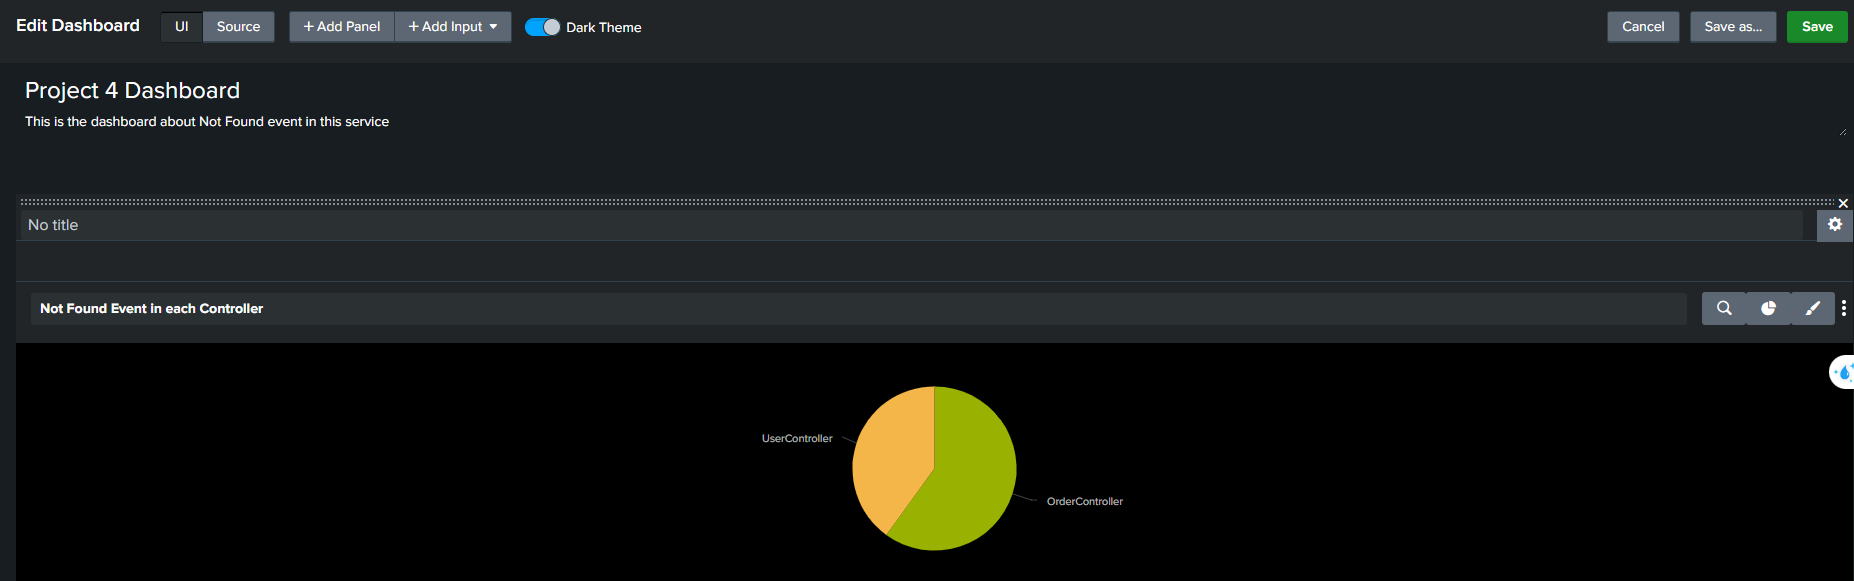 Edit Dashboard UI Source + Add Panel + Add Input Dark Theme Cancel Save as... Save
Project 4 Dashboard
This is the dashboard about Not Found event in this service
No title
Not Found Event in each Controller
UserController
OrderController